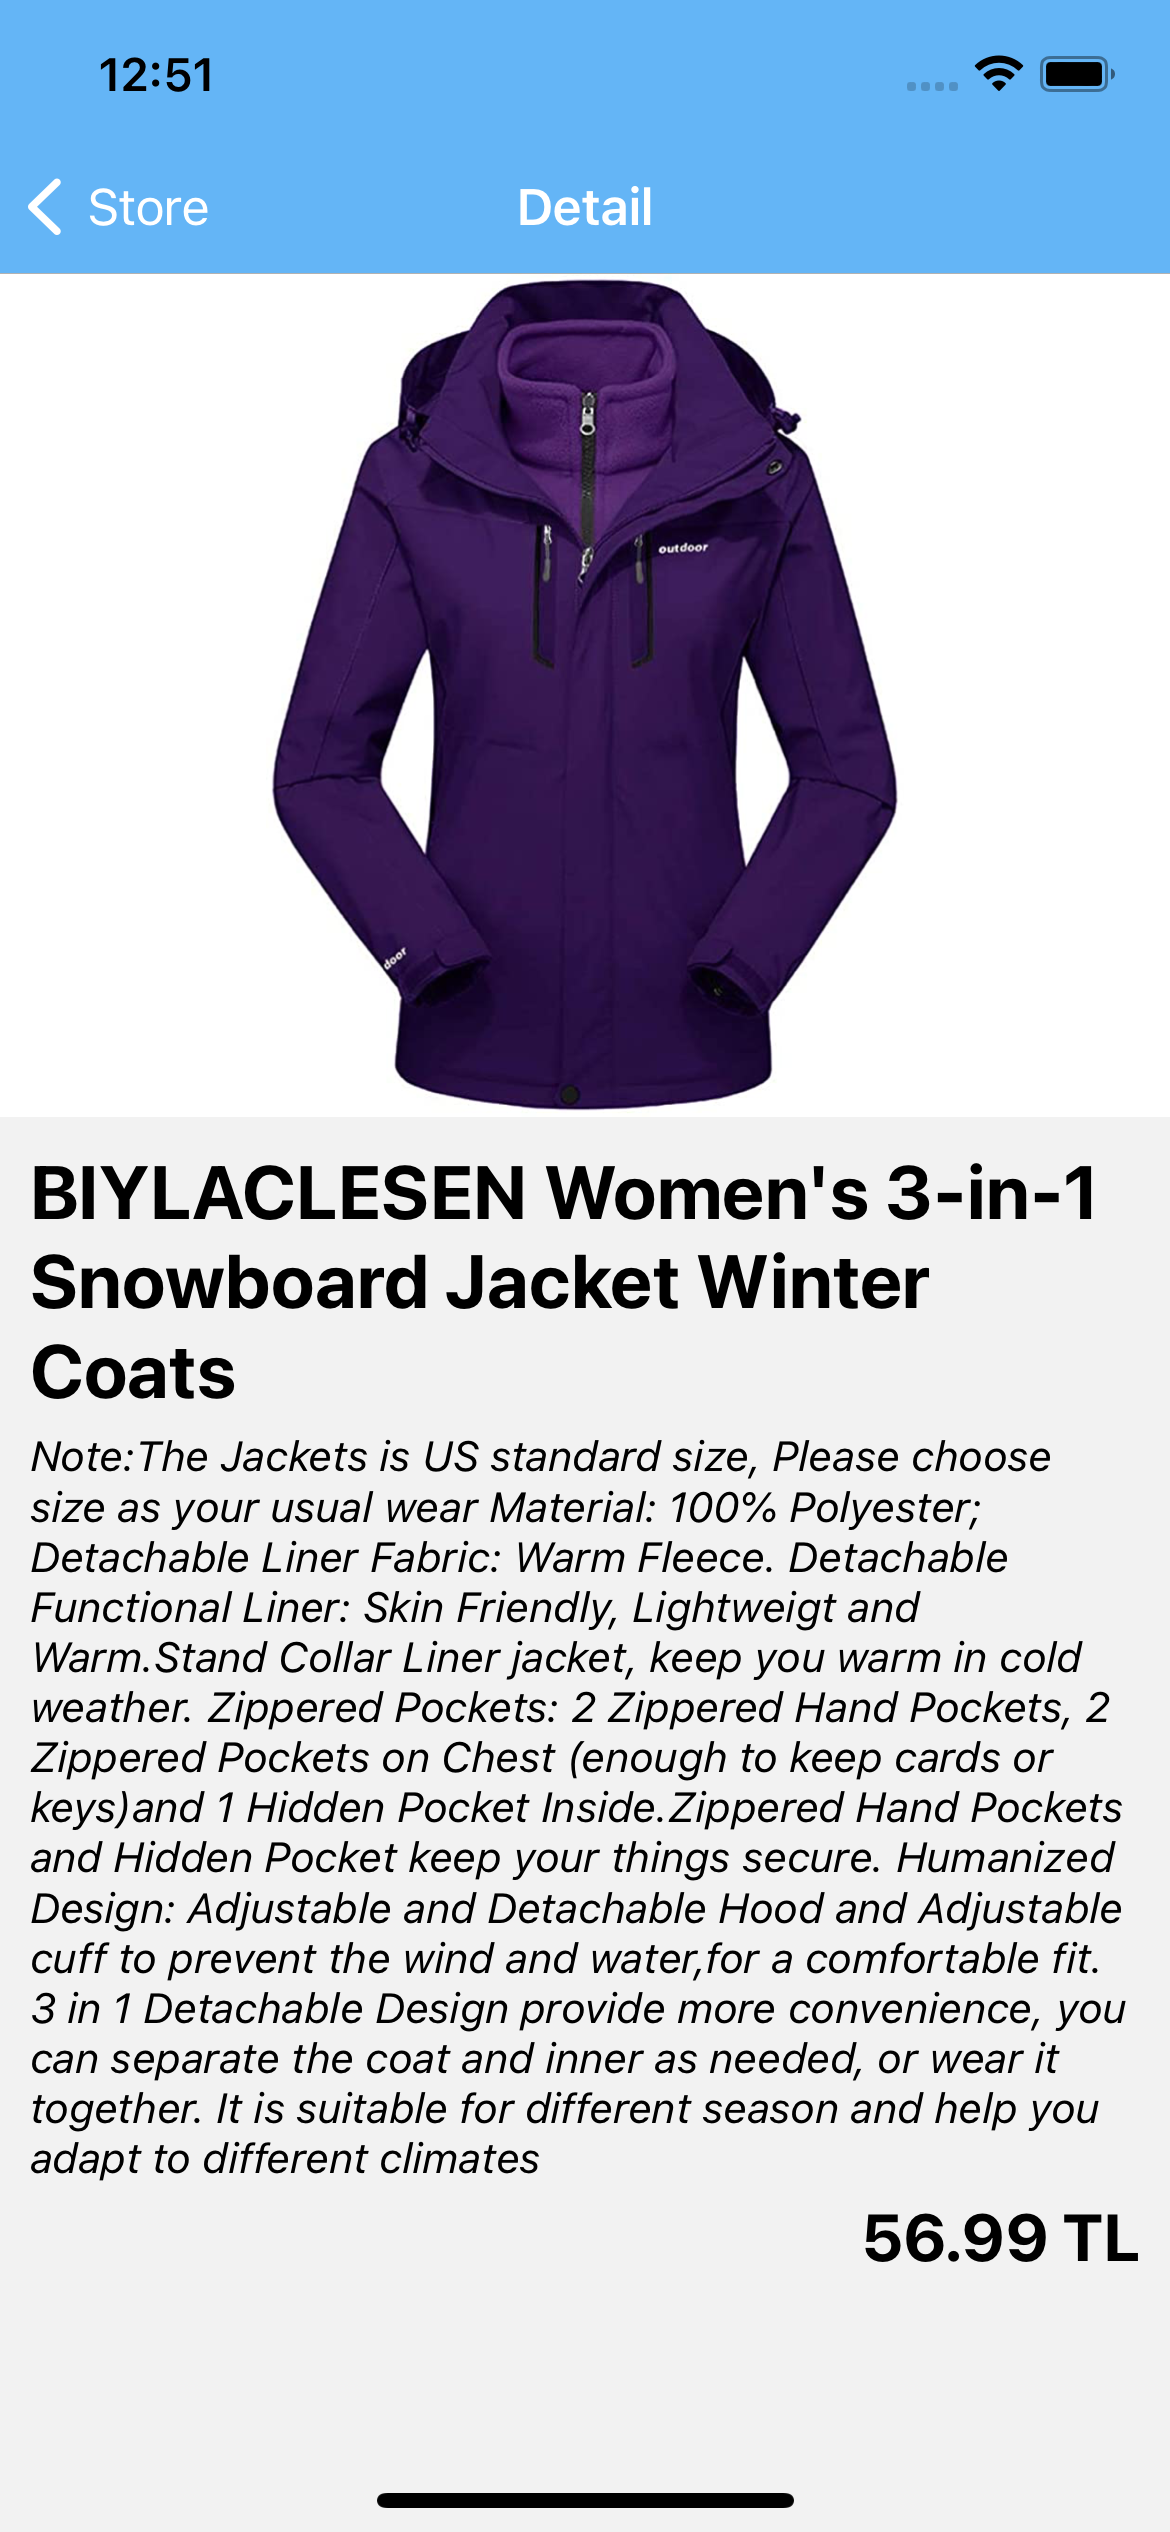 12:51
Store
Detail
outdoor
door
BIYLACLESEN Women's 3-in-1
Snowboard Jacket Winter
Coats
Note:The Jackets is US standard size, Please choose
size as your usual wear Material: 100% Polyester;
Detachable Liner Fabric: Warm Fleece. Detachable
Functional Liner: Skin Friendly, Lightweigt and
Warm.Stand Collar Liner jacket, keep you warm in cold
weather. Zippered Pockets: 2 Zippered Hand Pockets, 2
Zippered Pockets on Chest (enough to keep cards or
keys)and 1 Hidden Pocket Inside.Zippered Hand Pockets
and Hidden Pocket keep your things secure. Humanized
Design: Adjustable and Detachable Hood and Adjustable
cuff to prevent the wind and water,for a comfortable fit.
3 in 1 Detachable Design provide more convenience, you
can separate the coat and inner as needed, or wear it
together. It is suitable for different season and help you
adapt to different climates
56.99 TL